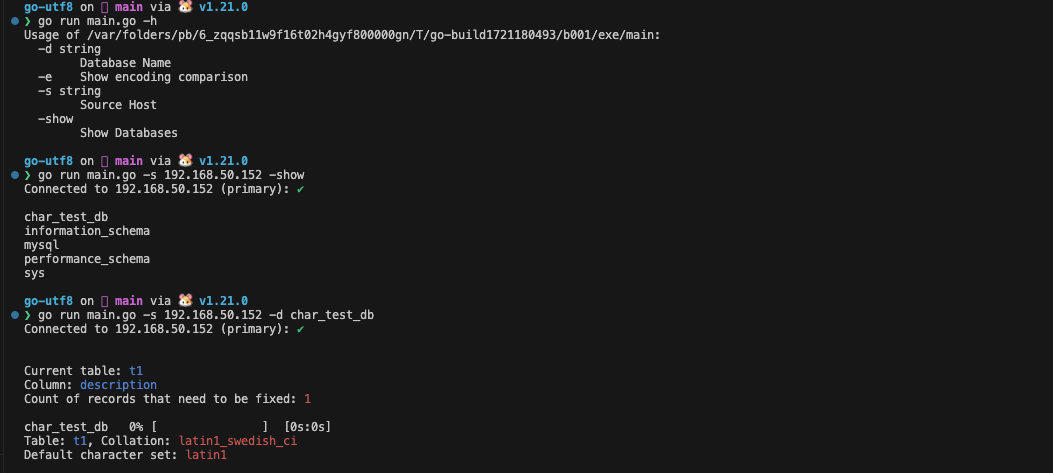 go-utf8 on main via 🐹 v1.21.0
❯ go run main.go -h
Usage of /var/folders/pb/6_zqqsb11w9f16t02h4gyf800000gn/T/go-build1721180493/b001/exe/main:
-d string
Database Name
-e Show encoding comparison
-s string
Source Host
-show
Show Databases
go-utf8 on main via 🐹 v1.21.0
❯ go run main.go -s 192.168.50.152 -show
Connected to 192.168.50.152 (primary): ✔
char_test_db
information_schema
mysql
performance_schema
sys
go-utf8 on main via 🐹 v1.21.0
❯ go run main.go -s 192.168.50.152 -d char_test_db
Connected to 192.168.50.152 (primary): ✔
Current table: t1
Column: description
Count of records that need to be fixed: 1
char_test_db 0% [ ] [0s:0s]
Table: t1, Collation: latin1_swedish_ci
Default character set: latin1